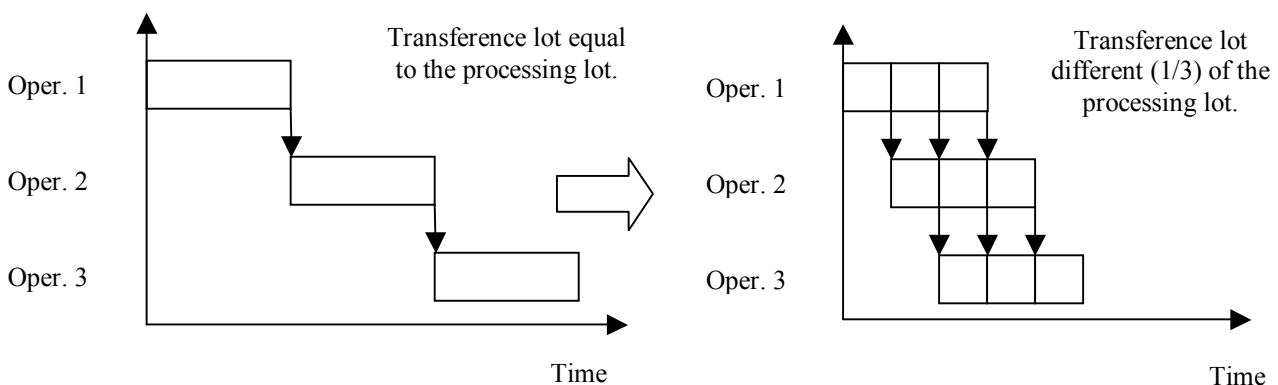 Transference lot equal
to the processing lot.
Oper. 1
Oper. 2
Oper. 3
Time
Transference lot
different (1/3) of the
processing lot.
Oper. 1
Oper. 2
Oper. 3
Time